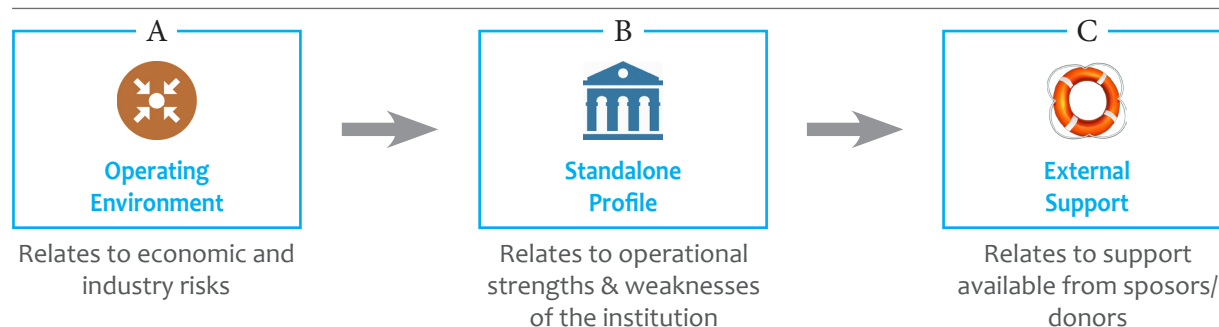 A
Operating
Environment
Relates to economic and
industry risks
B
Standalone
Profile
Relates to operational
strengths & weaknesses
of the institution
C
External
Support
Relates to support
available from sposors/
donors